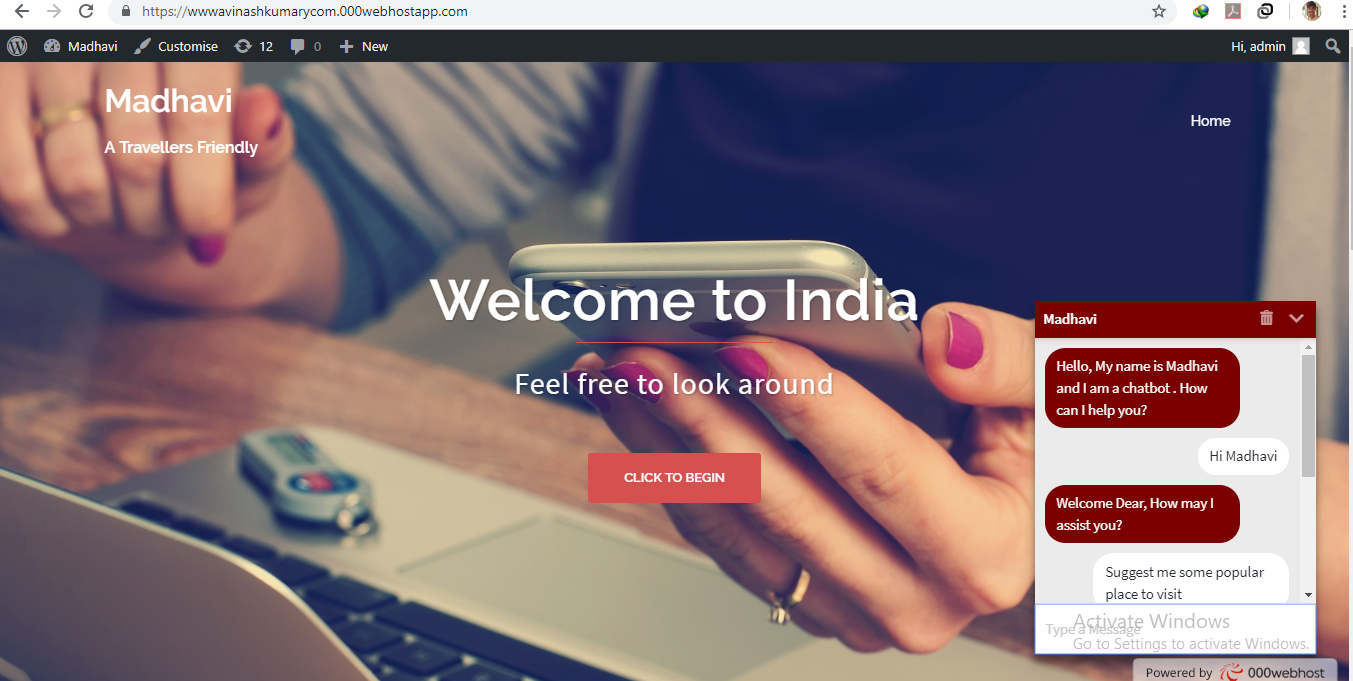 https://wwwavinashkumarycom.000webhostapp.com
Madhavi Customise 12 0 New Hi, admin
Madhavi
A Travellers Friendly
Home
Welcome to India
Feel free to look around
CLICK TO BEGIN
Madhavi
Hello, My name is Madhavi
and I am a chatbot . How
can I help you?
Hi Madhavi
Welcome Dear, How may I
assist you?
Suggest me some popular
place to visit
Type a Message
Activate Windows
Go to Settings to activate Windows.
Powered by 000webhost